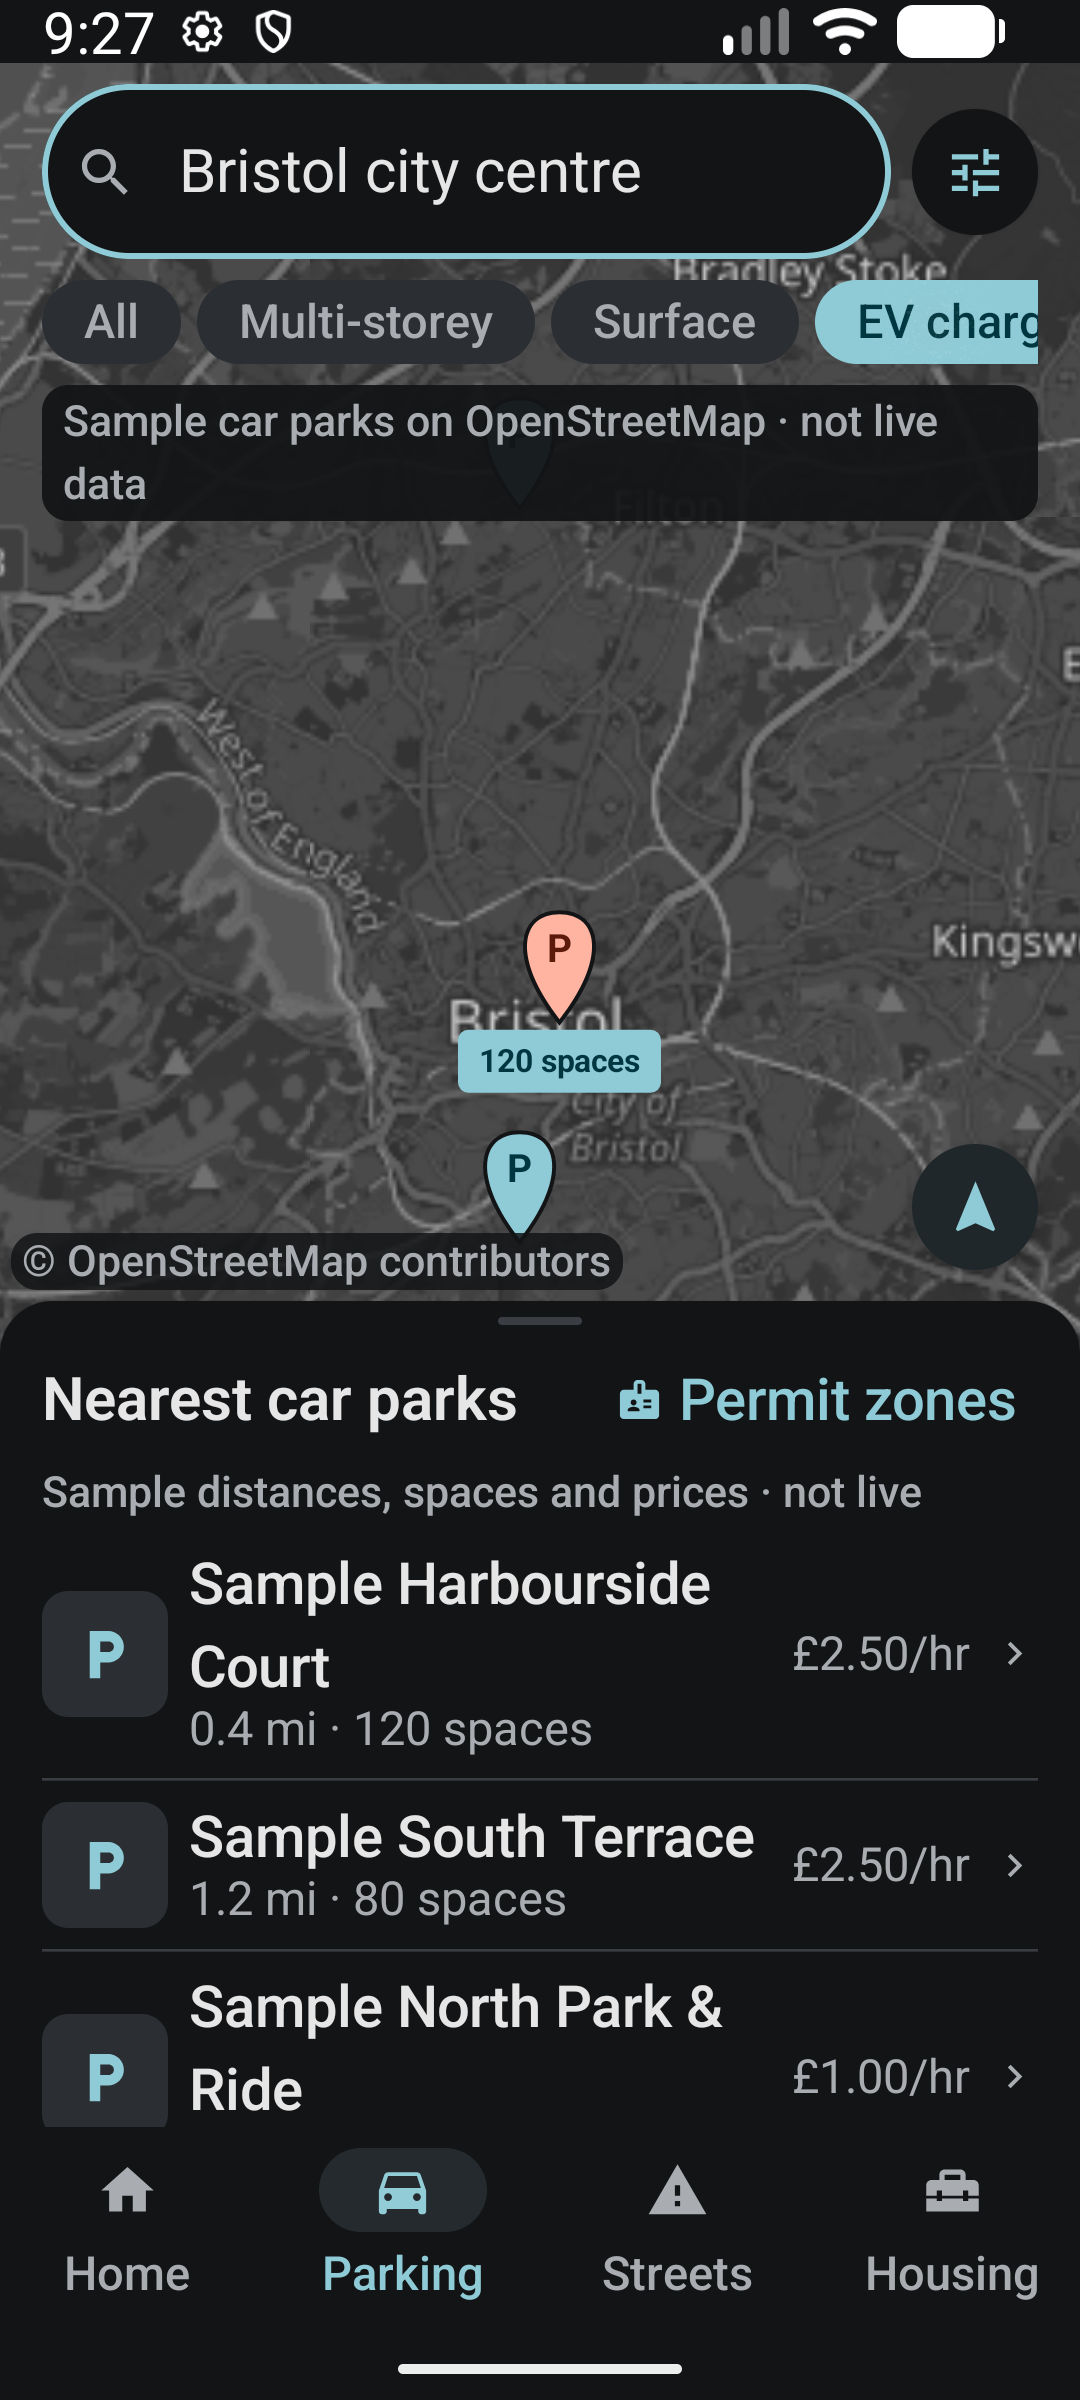 9:27
Bristol city centre
Bradley Stoke
All
Multi-storey
Surface
EV charg
Sample car parks on OpenStreetMap · not live
data
Filton
West of England
Kingsw
P
Bristol
120 spaces
City of
Bristol
P
© OpenStreetMap contributors
Nearest car parks
Permit zones
Sample distances, spaces and prices · not live
P
Sample Harbourside
Court
0.4 mi · 120 spaces
£2.50/hr
P
Sample South Terrace
1.2 mi · 80 spaces
£2.50/hr
P
Sample North Park &
Ride
£1.00/hr
Home
Parking
Streets
Housing